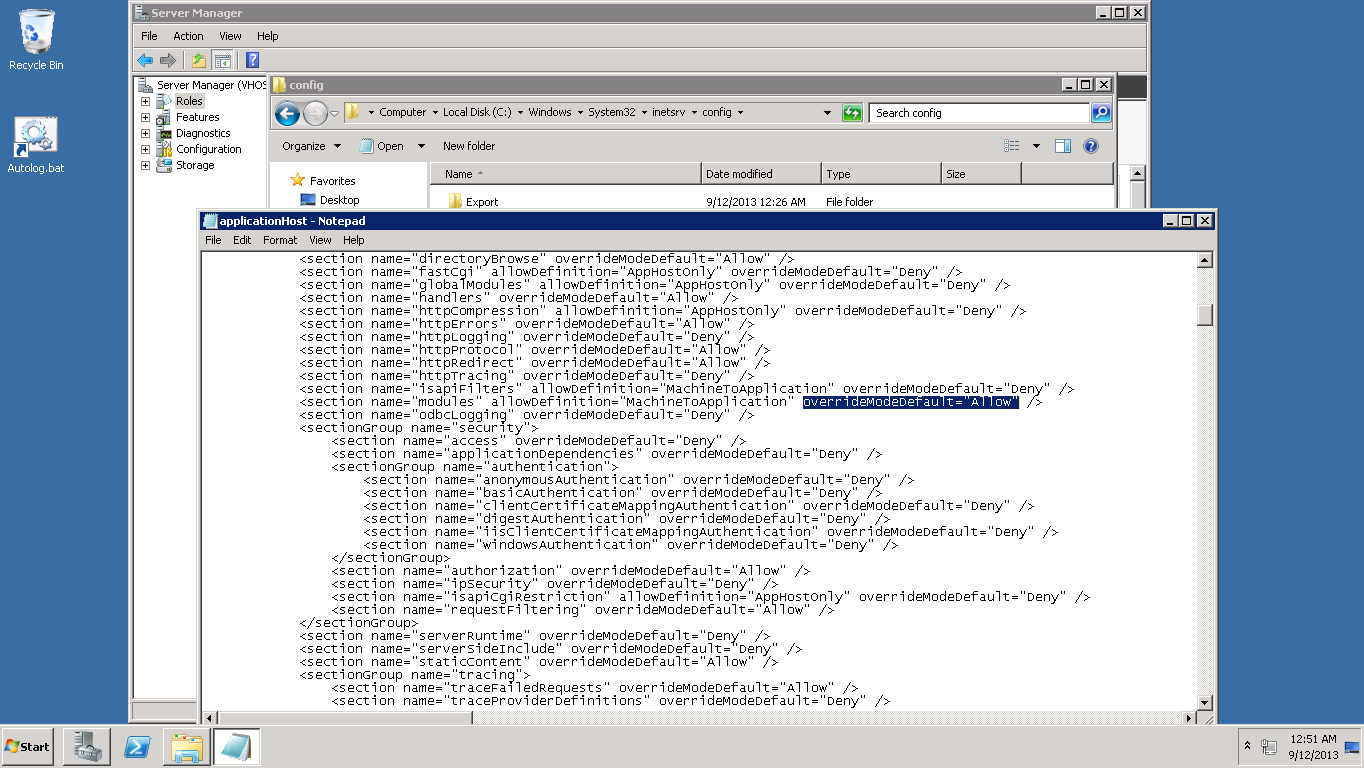 Recycle Bin
Autolog.bat
Server Manager
File Action View Help
Server Manager (VHOS
Roles
Features
Diagnostics
Configuration
Storage
config
Computer Local Disk (C:) Windows System32 inetsrv config
Search config
Organize Open New folder
Name Date modified Type Size
Favorites
Desktop
Export 9/12/2013 12:26 AM File folder
applicationHost - Notepad
File Edit Format View Help
<section name="directoryBrowse" overrideModeDefault="Allow" />
<section name="fastCgi" allowDefinition="AppHostOnly" overrideModeDefault="Deny" />
<section name="globalModules" allowDefinition="AppHostOnly" overrideModeDefault="Deny" />
<section name="handlers" overrideModeDefault="Allow" />
<section name="httpCompression" allowDefinition="AppHostOnly" overrideModeDefault="Deny" />
<section name="httpErrors" overrideModeDefault="Allow" />
<section name="httpLogging" overrideModeDefault="Deny" />
<section name="httpProtocol" overrideModeDefault="Allow" />
<section name="httpRedirect" overrideModeDefault="Allow" />
<section name="httpTracing" overrideModeDefault="Deny" />
<section name="isapiFilters" allowDefinition="MachineToApplication" overrideModeDefault="Deny" />
<section name="modules" allowDefinition="MachineToApplication" overrideModeDefault="Allow" />
<section name="odbcLogging" overrideModeDefault="Deny" />
<sectionGroup name="security">
<section name="access" overrideModeDefault="Deny" />
<section name="applicationDependencies" overrideModeDefault="Deny" />
<sectionGroup name="authentication">
<section name="anonymousAuthentication" overrideModeDefault="Deny" />
<section name="basicAuthentication" overrideModeDefault="Deny" />
<section name="clientCertificateMappingAuthentication" overrideModeDefault="Deny" />
<section name="digestAuthentication" overrideModeDefault="Deny" />
<section name="iisClientCertificateMappingAuthentication" overrideModeDefault="Deny" />
<section name="windowsAuthentication" overrideModeDefault="Deny" />
</sectionGroup>
<section name="authorization" overrideModeDefault="Allow" />
<section name="ipSecurity" overrideModeDefault="Deny" />
<section name="isapiCgiRestriction" allowDefinition="AppHostOnly" overrideModeDefault="Deny" />
<section name="requestFiltering" overrideModeDefault="Allow" />
</sectionGroup>
<section name="serverRuntime" overrideModeDefault="Deny" />
<section name="serverSideInclude" overrideModeDefault="Deny" />
<section name="staticContent" overrideModeDefault="Allow" />
<sectionGroup name="tracing">
<section name="traceFailedRequests" overrideModeDefault="Allow" />
<section name="traceProviderDefinitions" overrideModeDefault="Deny" />
Start
12:51 AM
9/12/2013